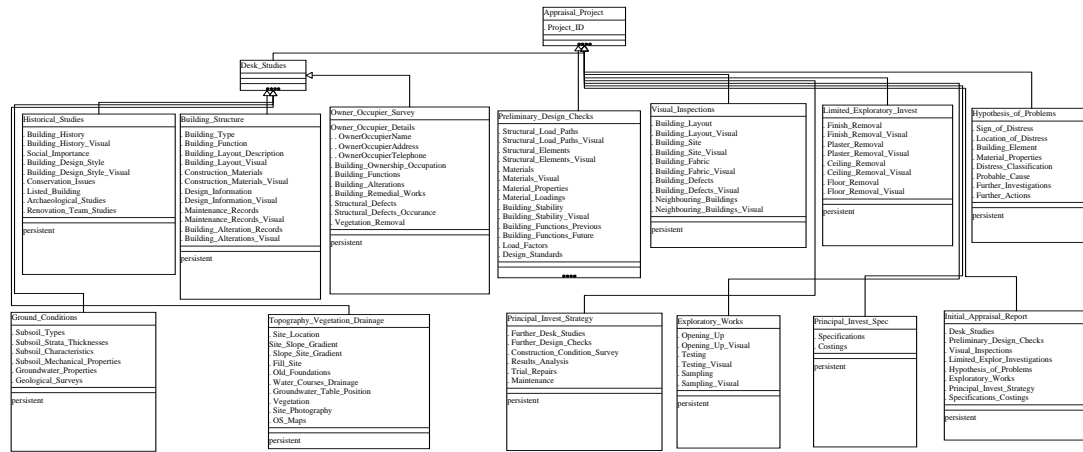 Appraisal_Project
. Project_ID
Desk_Studies
Historical_Studies
. Building_History
. Building_History_Visual
. Social_Importance
. Building_Design_Style
. Building_Design_Style_Visual
. Conservation_Issues
. Listed_Building
. Archaeological_Studies
. Renovation_Team_Studies
persistent
Building_Structure
. Building_Type
. Building_Function
. Building_Layout_Description
. Building_Layout_Visual
. Construction_Materials
. Construction_Materials_Visual
. Design_Information
. Design_Information_Visual
. Maintenance_Records
. Maintenance_Records_Visual
. Building_Alteration_Records
. Building_Alterations_Visual
persistent
Owner_Occupier_Survey
Owner_Occupier_Details
. . OwnerOccupierName
. . OwnerOccupierAddress
. . OwnerOccupierTelephone
. Building_Ownership_Occupation
. Building_Functions
. Building_Alterations
. Building_Remedial_Works
. Structural_Defects
. Structural_Defects_Occurance
. Vegetation_Removal
persistent
Preliminary_Design_Checks
. Structural_Load_Paths
. Structural_Load_Paths_Visual
. Structural_Elements
. Structural_Elements_Visual
. Materials
. Materials_Visual
. Material_Properties
. Material_Loadings
. Building_Stability
. Building_Stability_Visual
. Building_Functions_Previous
. Building_Functions_Future
. Load_Factors
. Design_Standards
Visual_Inspections
. Building_Layout
. Building_Layout_Visual
. Building_Site
. Building_Site_Visual
. Building_Fabric
. Building_Fabric_Visual
. Building_Defects
. Building_Defects_Visual
. Neighbouring_Buildings
. Neighbouring_Buildings_Visual
persistent
Limited_Exploratory_Invest
. Finish_Removal
. Finish_Removal_Visual
. Plaster_Removal
. Plaster_Removal_Visual
. Ceiling_Removal
. Ceiling_Removal_Visual
. Floor_Removal
. Floor_Removal_Visual
persistent
Hypothesis_of_Problems
. Sign_of_Distress
. Location_of_Distress
. Building_Element
. Material_Properties
. Distress_Classification
. Probable_Cause
. Further_Investigations
. Further_Actions
persistent
Ground_Conditions
. Subsoil_Types
. Subsoil_Strata_Thicknesses
. Subsoil_Characteristics
. Subsoil_Mechanical_Properties
. Groundwater_Properties
. Geological_Surveys
persistent
Topography_Vegetation_Drainage
. Site_Location
Site_Slope_Gradient
. Slope_Site_Gradient
. Fill_Site
. Old_Foundations
. Water_Courses_Drainage
. Groundwater_Table_Position
. Vegetation
. Site_Photography
. OS_Maps
persistent
Principal_Invest_Strategy
. Further_Desk_Studies
. Further_Design_Checks
. Construction_Condition_Survey
. Results_Analysis
. Trial_Repairs
. Maintenance
persistent
Exploratory_Works
. Opening_Up
. Opening_Up_Visual
. Testing
. Testing_Visual
. Sampling
. Sampling_Visual
persistent
Principal_Invest_Spec
. Specifications
. Costings
persistent
Initial_Appraisal_Report
. Desk_Studies
. Preliminary_Design_Checks
. Visual_Inspections
. Limited_Explor_Investigations
. Hypothesis_of_Problems
. Exploratory_Works
. Principal_Invest_Strategy
. Specifications_Costings
persistent